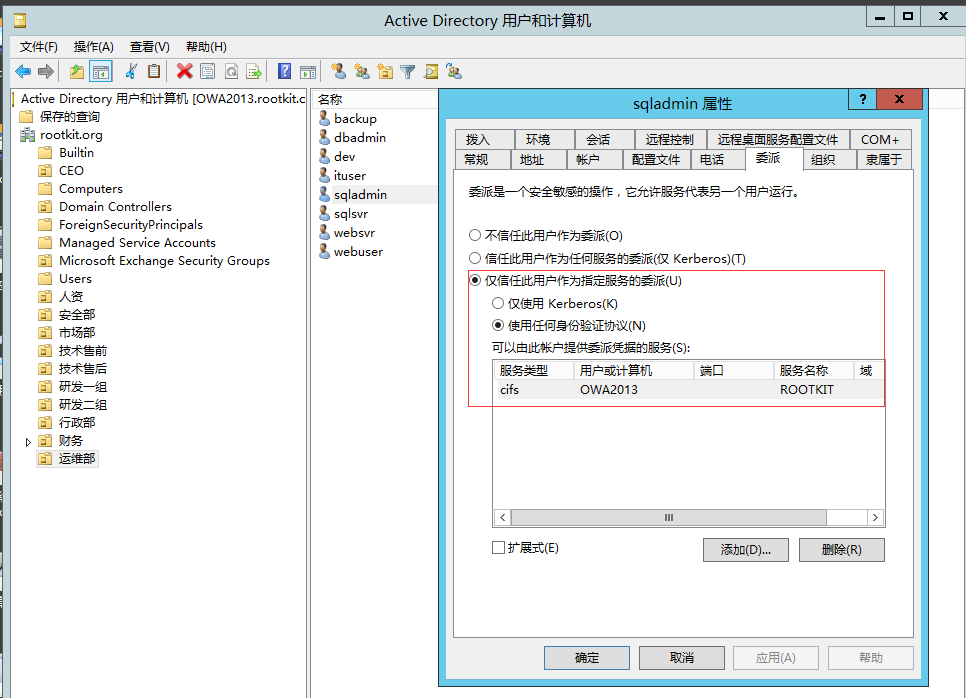 Active Directory 用户和计算机
文件(F) 操作(A) 查看(V) 帮助(H)
Active Directory 用户和计算机 [OWA2013.rootkit.c
保存的查询
rootkit.org
Builtin
CEO
Computers
Domain Controllers
ForeignSecurityPrincipals
Managed Service Accounts
Microsoft Exchange Security Groups
Users
人资
安全部
市场部
技术售前
技术售后
研发一组
研发二组
行政部
财务
运维部
名称
backup
dbadmin
dev
ituser
sqladmin
sqlsvr
websvr
webuser
sqladmin 属性
? x
拨入 环境 会话 远程控制 远程桌面服务配置文件 COM+
常规 地址 帐户 配置文件 电话 委派 组织 隶属于
委派是一个安全敏感的操作，它允许服务代表另一个用户运行。
不信任此用户作为委派(O)
信任此用户作为任何服务的委派(仅 Kerberos)(T)
仅信任此用户作为指定服务的委派(U)
仅使用 Kerberos(K)
使用任何身份验证协议(N)
可以由此帐户提供委派凭据的服务(S):
服务类型 用户或计算机 端口 服务名称 域
cifs OWA2013 ROOTKIT
扩展式(E)
添加(D)... 删除(R)
确定 取消 应用(A) 帮助